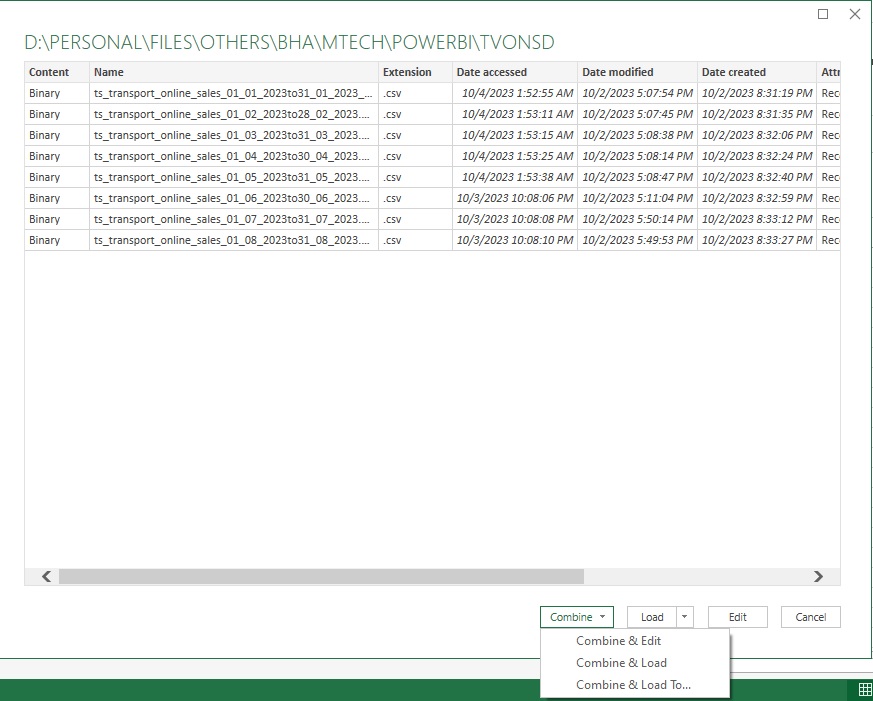 D:\PERSONAL\FILES\OTHERS\BHA\MTECH\POWERBI\TVONSD
Content Name Extension Date accessed Date modified Date created Attr
Binary ts_transport_online_sales_01_01_2023to31_01_2023_... .csv 10/4/2023 1:52:55 AM 10/2/2023 5:07:54 PM 10/2/2023 8:31:19 PM Rec
Binary ts_transport_online_sales_01_02_2023to28_02_2023.... .csv 10/4/2023 1:53:11 AM 10/2/2023 5:07:45 PM 10/2/2023 8:31:35 PM Rec
Binary ts_transport_online_sales_01_03_2023to31_03_2023.... .csv 10/4/2023 1:53:15 AM 10/2/2023 5:08:38 PM 10/2/2023 8:32:06 PM Rec
Binary ts_transport_online_sales_01_04_2023to30_04_2023.... .csv 10/4/2023 1:53:25 AM 10/2/2023 5:08:14 PM 10/2/2023 8:32:24 PM Rec
Binary ts_transport_online_sales_01_05_2023to31_05_2023.... .csv 10/4/2023 1:53:38 AM 10/2/2023 5:08:47 PM 10/2/2023 8:32:40 PM Rec
Binary ts_transport_online_sales_01_06_2023to30_06_2023.... .csv 10/3/2023 10:08:06 PM 10/2/2023 5:11:04 PM 10/2/2023 8:32:59 PM Rec
Binary ts_transport_online_sales_01_07_2023to31_07_2023.... .csv 10/3/2023 10:08:08 PM 10/2/2023 5:50:14 PM 10/2/2023 8:33:12 PM Rec
Binary ts_transport_online_sales_01_08_2023to31_08_2023.... .csv 10/3/2023 10:08:10 PM 10/2/2023 5:49:53 PM 10/2/2023 8:33:27 PM Rec
Combine Load Edit Cancel
Combine & Edit
Combine & Load
Combine & Load To...